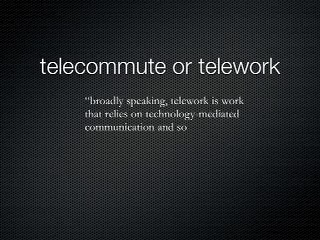 telecommute or telework
"broadly speaking, telework is work
that relies on technology-mediated
communication and so